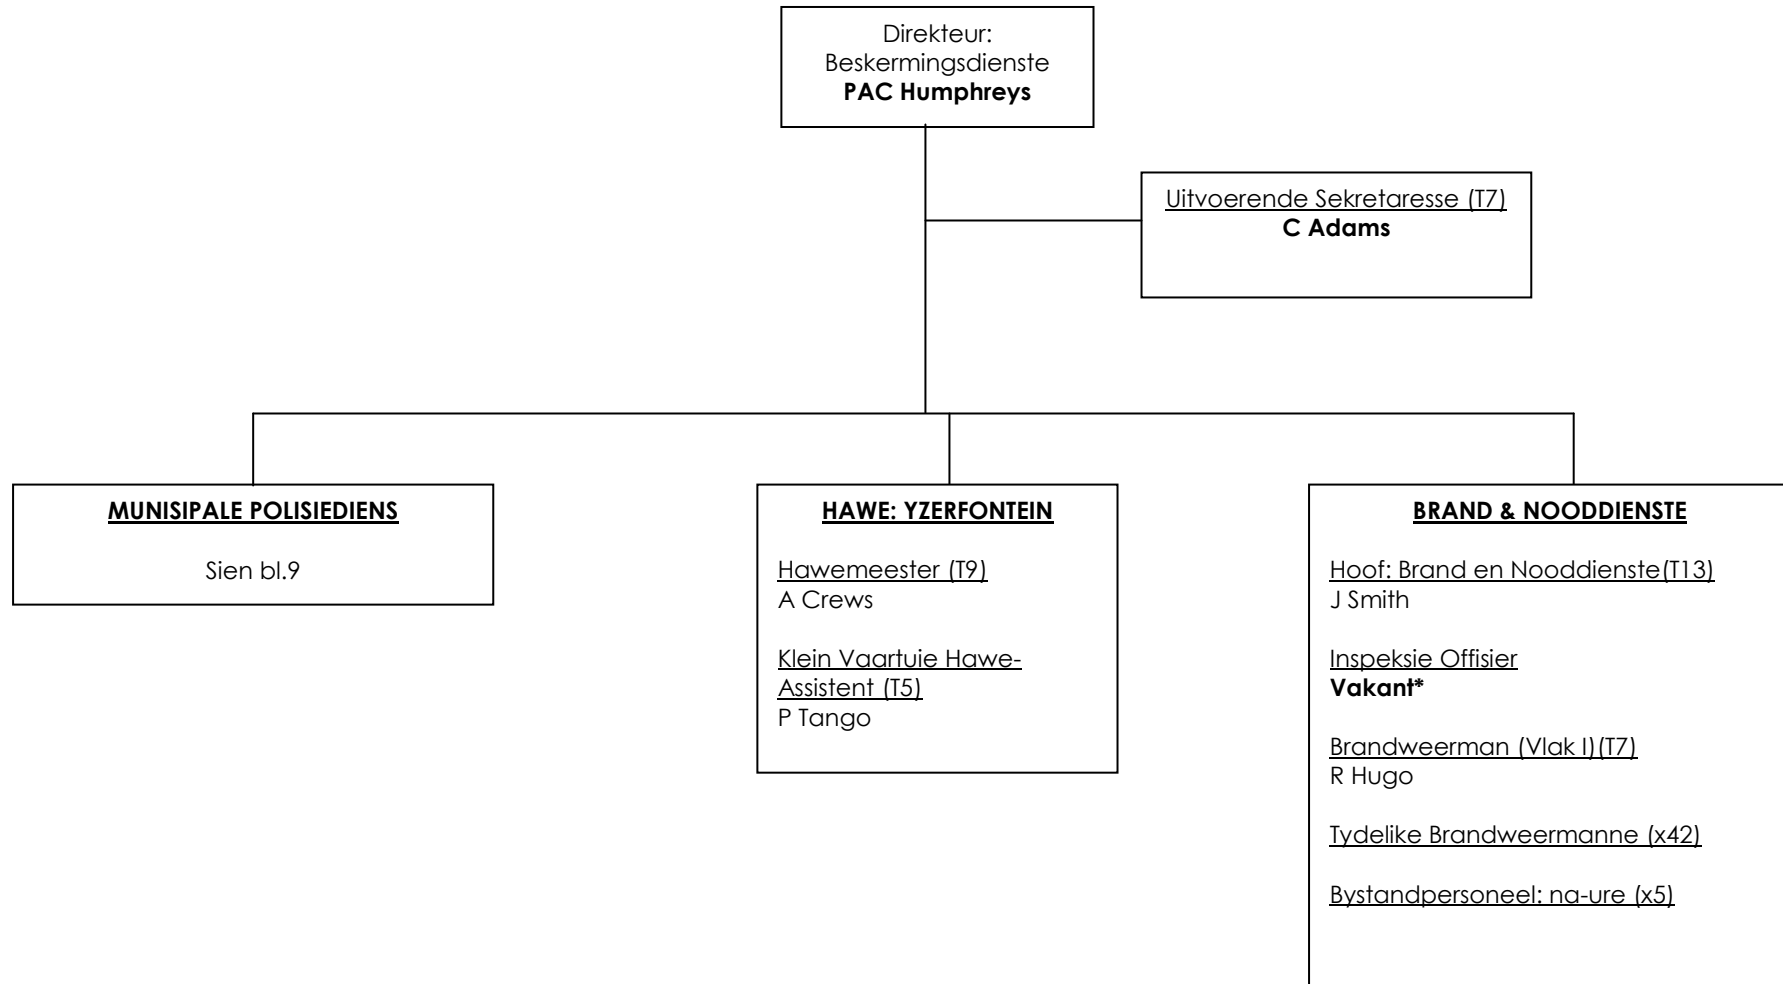 Direkteur:
Beskermingsdienste
PAC Humphreys
Uitvoerende Sekretaresse (T7)
C Adams
MUNISIPALE POLISIEDIENS
Sien bl.9
HAWE: YZERFONTEIN
Hawemeester (T9)
A Crews
Klein Vaartuie Hawe-
Assistent (T5)
P Tango
BRAND & NOODDIENSTE
Hoof: Brand en Nooddienste(T13)
J Smith
Inspeksie Offisier
Vakant*
Brandweerman (Vlak I)(T7)
R Hugo
Tydelike Brandweermanne (x42)
Bystandpersoneel: na-ure (x5)